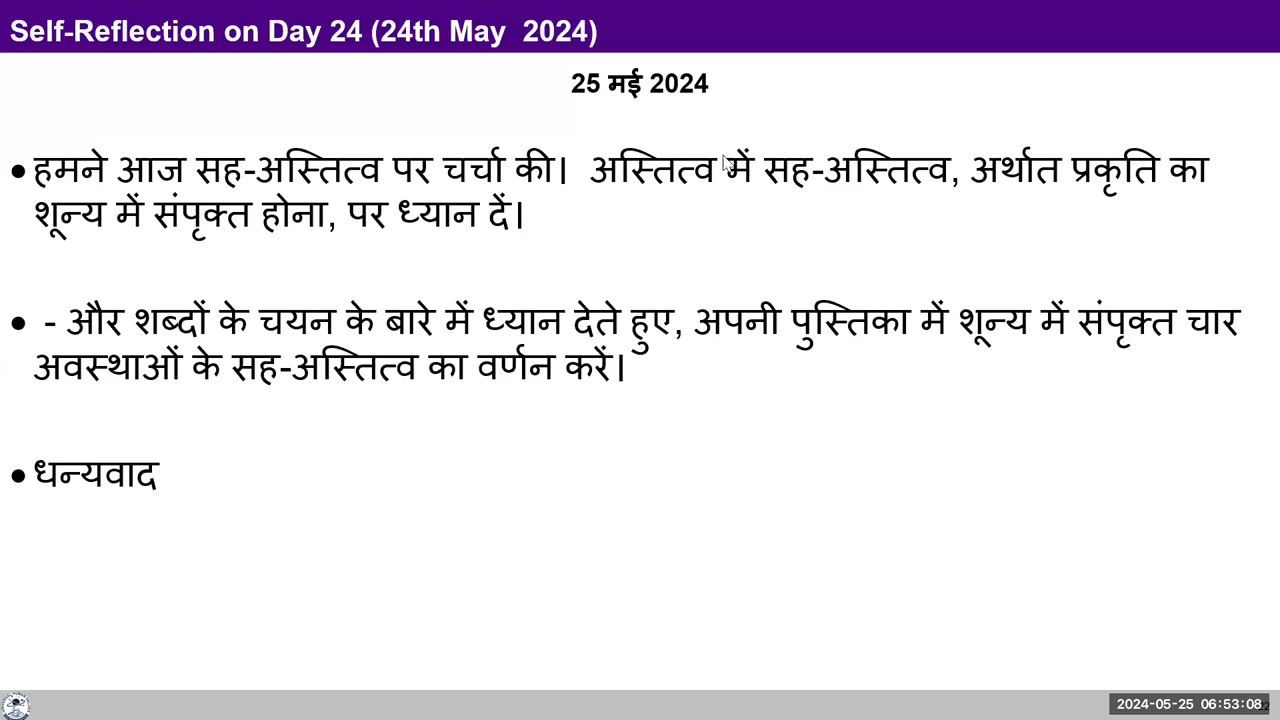 Self-Reflection on Day 24 (24th May 2024)
25 मई 2024
• हमने आज सह-अस्तित्व पर चर्चा की। अस्तित्व में सह-अस्तित्व, अर्थात प्रकृति का
शून्य में संपृक्त होना, पर ध्यान दें।
• - और शब्दों के चयन के बारे में ध्यान देते हुए, अपनी पुस्तिका में शून्य में संपृक्त चार
अवस्थाओं के सह-अस्तित्व का वर्णन करें।
• धन्यवाद
2024-05-25 06:53:08